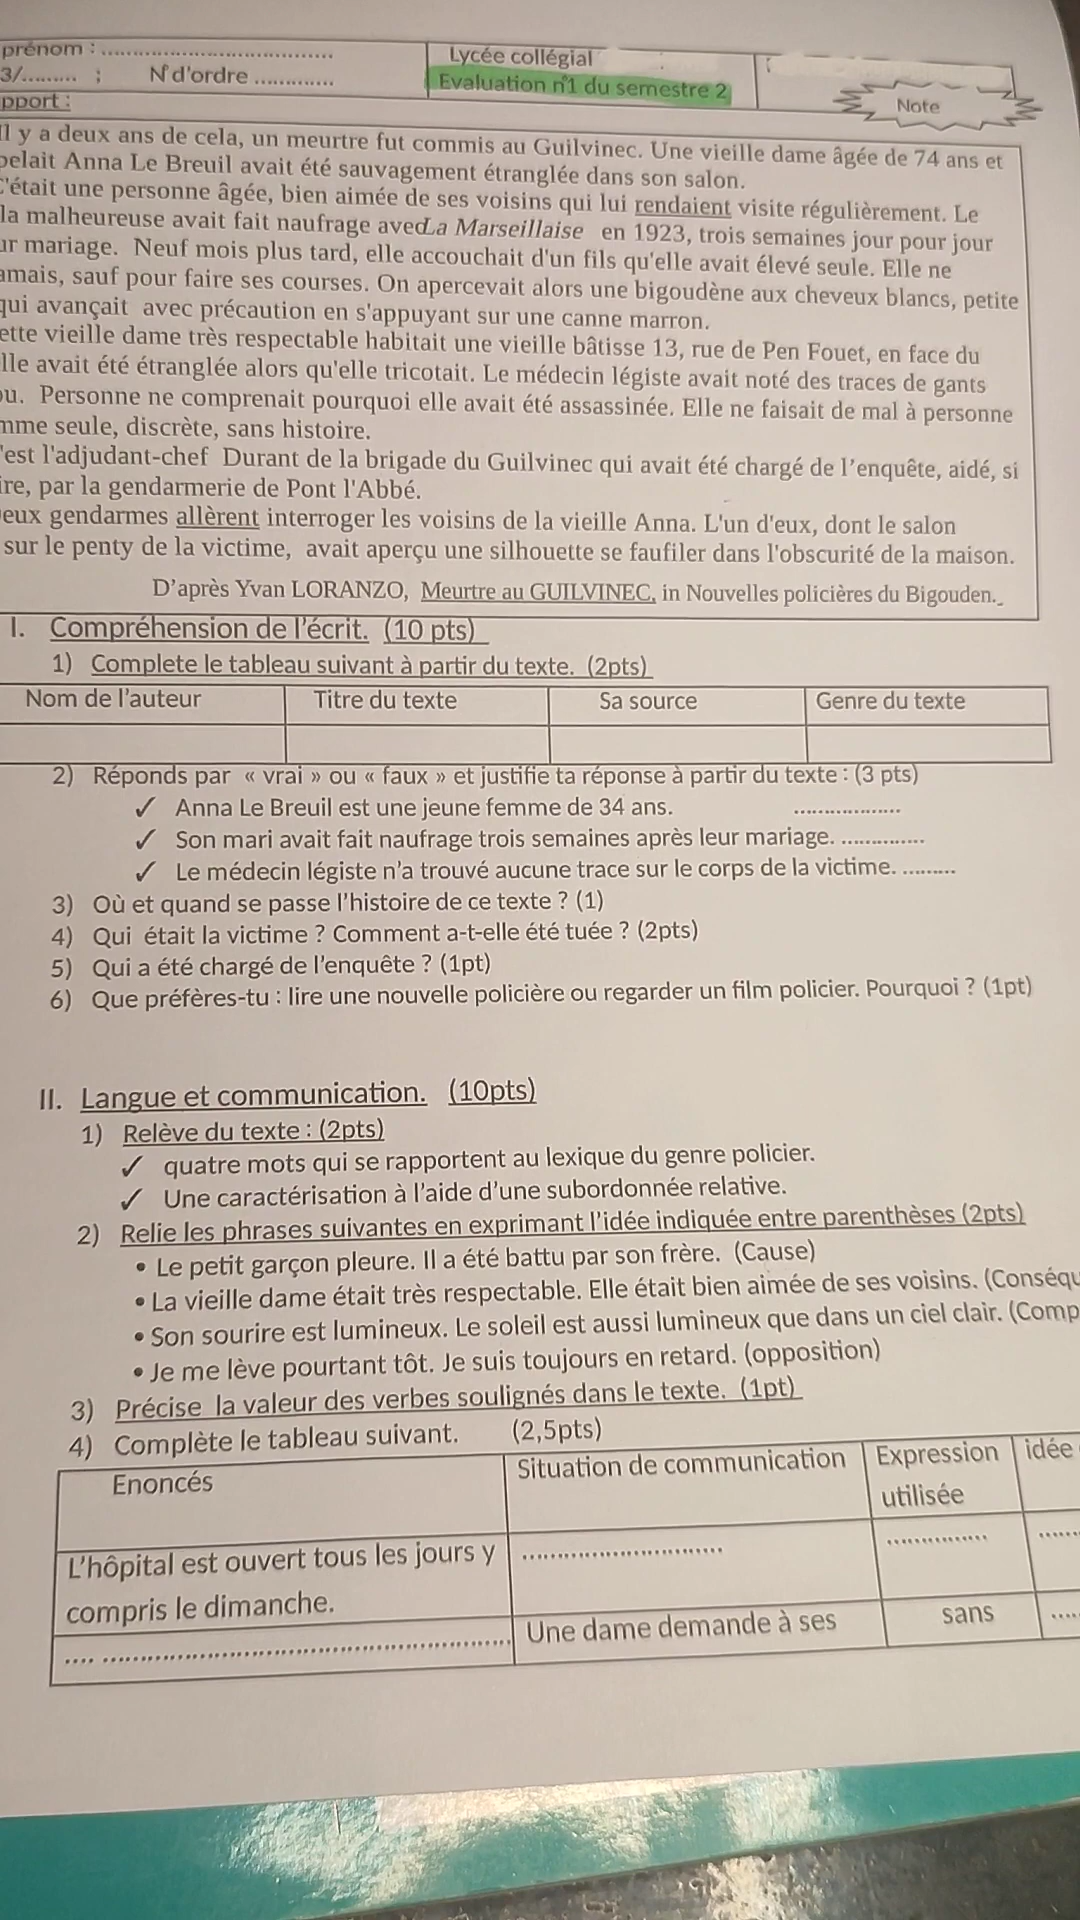 prénom : ....................................
3/......... ; N°d'ordre .............
Lycée collégial
Evaluation n°1 du semestre 2
Note
pport :
Il y a deux ans de cela, un meurtre fut commis au Guilvinec. Une vieille dame âgée de 74 ans et
pelait Anna Le Breuil avait été sauvagement étranglée dans son salon.
C'était une personne âgée, bien aimée de ses voisins qui lui rendaient visite régulièrement. Le
la malheureuse avait fait naufrage avec La Marseillaise en 1923, trois semaines jour pour jour
ur mariage. Neuf mois plus tard, elle accouchait d'un fils qu'elle avait élevé seule. Elle ne
amais, sauf pour faire ses courses. On apercevait alors une bigoudène aux cheveux blancs, petite
qui avançait avec précaution en s'appuyant sur une canne marron.
ette vieille dame très respectable habitait une vieille bâtisse 13, rue de Pen Fouet, en face du
lle avait été étranglée alors qu'elle tricotait. Le médecin légiste avait noté des traces de gants
ou. Personne ne comprenait pourquoi elle avait été assassinée. Elle ne faisait de mal à personne
mme seule, discrète, sans histoire.
'est l'adjudant-chef Durant de la brigade du Guilvinec qui avait été chargé de l'enquête, aidé, si
ire, par la gendarmerie de Pont l'Abbé.
eux gendarmes allèrent interroger les voisins de la vieille Anna. L'un d'eux, dont le salon
sur le penty de la victime, avait aperçu une silhouette se faufiler dans l'obscurité de la maison.
D'après Yvan LORANZO, Meurtre au GUILVINEC, in Nouvelles policières du Bigouden.
I. Compréhension de l'écrit. (10 pts)
1) Complete le tableau suivant à partir du texte. (2pts)
Nom de l'auteur Titre du texte Sa source Genre du texte
2) Réponds par « vrai » ou « faux » et justifie ta réponse à partir du texte : (3 pts)
✓ Anna Le Breuil est une jeune femme de 34 ans. ..................
✓ Son mari avait fait naufrage trois semaines après leur mariage. ..............
✓ Le médecin légiste n'a trouvé aucune trace sur le corps de la victime. .........
3) Où et quand se passe l'histoire de ce texte ? (1)
4) Qui était la victime ? Comment a-t-elle été tuée ? (2pts)
5) Qui a été chargé de l'enquête ? (1pt)
6) Que préfères-tu : lire une nouvelle policière ou regarder un film policier. Pourquoi ? (1pt)
II. Langue et communication. (10pts)
1) Relève du texte : (2pts)
✓ quatre mots qui se rapportent au lexique du genre policier.
✓ Une caractérisation à l'aide d'une subordonnée relative.
2) Relie les phrases suivantes en exprimant l'idée indiquée entre parenthèses (2pts)
• Le petit garçon pleure. Il a été battu par son frère. (Cause)
• La vieille dame était très respectable. Elle était bien aimée de ses voisins. (Conséqu
• Son sourire est lumineux. Le soleil est aussi lumineux que dans un ciel clair. (Comp
• Je me lève pourtant tôt. Je suis toujours en retard. (opposition)
3) Précise la valeur des verbes soulignés dans le texte. (1pt)
4) Complète le tableau suivant. (2,5pts)
Enoncés Situation de communication Expression utilisée idée
L'hôpital est ouvert tous les jours y compris le dimanche. ............................. ............... ......
.... .................................................. Une dame demande à ses sans ....